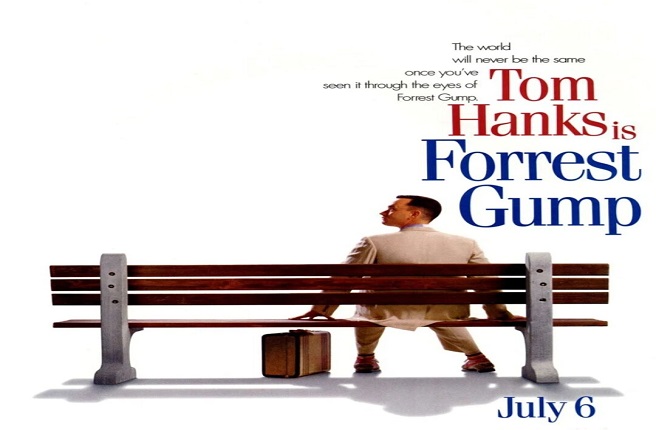 The world
will never be the same
once you've
seen it through the eyes of
Forrest Gump.
Tom
Hanks is
Forrest
Gump
July 6